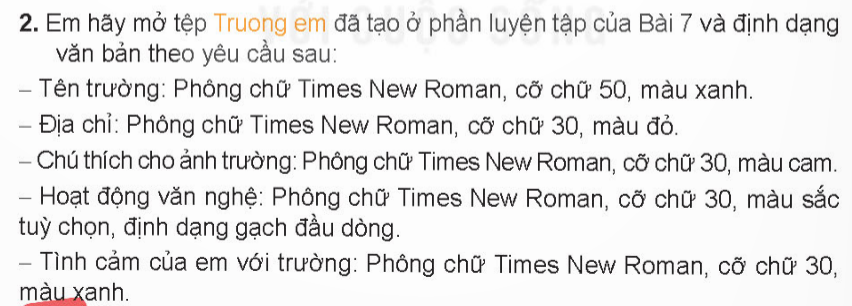 2. Em hãy mở tệp Truong em đã tạo ở phần luyện tập của Bài 7 và định dạng
văn bản theo yêu cầu sau:
– Tên trường: Phông chữ Times New Roman, cỡ chữ 50, màu xanh.
– Địa chỉ: Phông chữ Times New Roman, cỡ chữ 30, màu đỏ.
– Chú thích cho ảnh trường: Phông chữ Times New Roman, cỡ chữ 30, màu cam.
– Hoạt động văn nghệ: Phông chữ Times New Roman, cỡ chữ 30, màu sắc
tuỳ chọn, định dạng gạch đầu dòng.
– Tình cảm của em với trường: Phông chữ Times New Roman, cỡ chữ 30,
màu xanh.